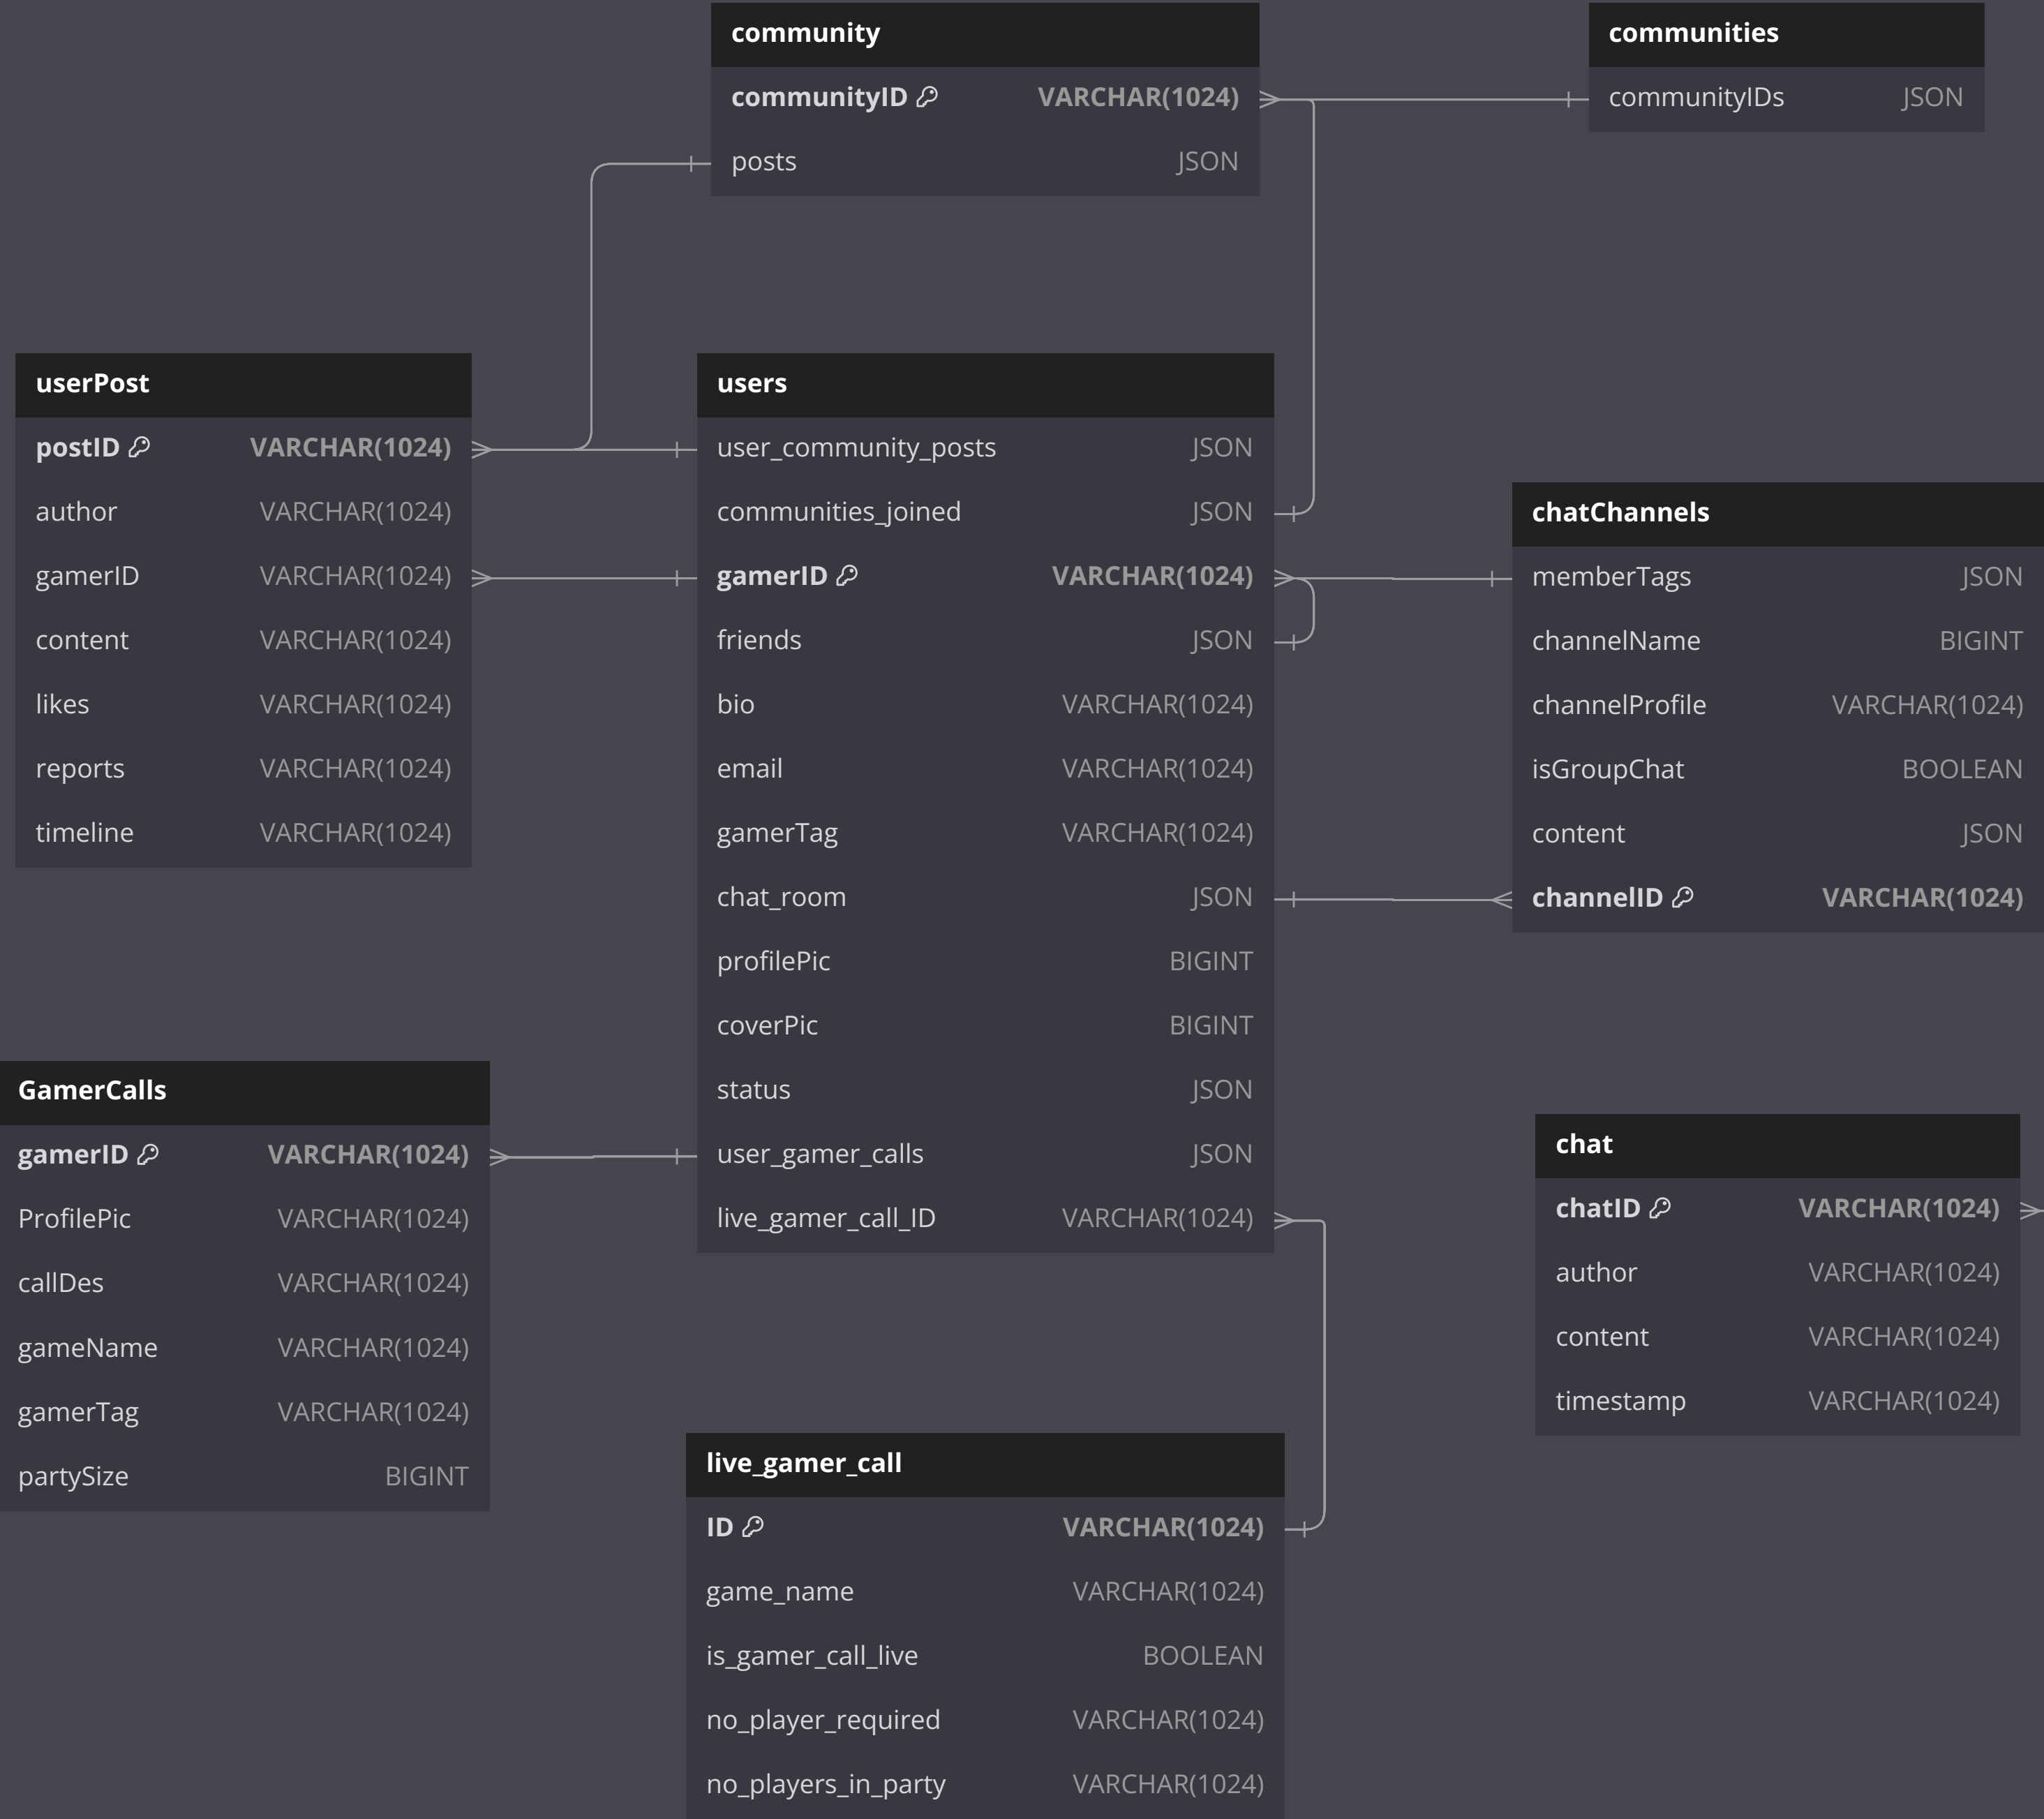 community
communityID VARCHAR(1024)
posts JSON
communities
communityIDs JSON
userPost
postID VARCHAR(1024)
author VARCHAR(1024)
gamerID VARCHAR(1024)
content VARCHAR(1024)
likes VARCHAR(1024)
reports VARCHAR(1024)
timeline VARCHAR(1024)
users
user_community_posts JSON
communities_joined JSON
gamerID VARCHAR(1024)
friends JSON
bio VARCHAR(1024)
email VARCHAR(1024)
gamerTag VARCHAR(1024)
chat_room JSON
profilePic BIGINT
coverPic BIGINT
status JSON
user_gamer_calls JSON
live_gamer_call_ID VARCHAR(1024)
chatChannels
memberTags JSON
channelName BIGINT
channelProfile VARCHAR(1024)
isGroupChat BOOLEAN
content JSON
channelID VARCHAR(1024)
GamerCalls
gamerID VARCHAR(1024)
ProfilePic VARCHAR(1024)
callDes VARCHAR(1024)
gameName VARCHAR(1024)
gamerTag VARCHAR(1024)
partySize BIGINT
chat
chatID VARCHAR(1024)
author VARCHAR(1024)
content VARCHAR(1024)
timestamp VARCHAR(1024)
live_gamer_call
ID VARCHAR(1024)
game_name VARCHAR(1024)
is_gamer_call_live BOOLEAN
no_player_required VARCHAR(1024)
no_players_in_party VARCHAR(1024)